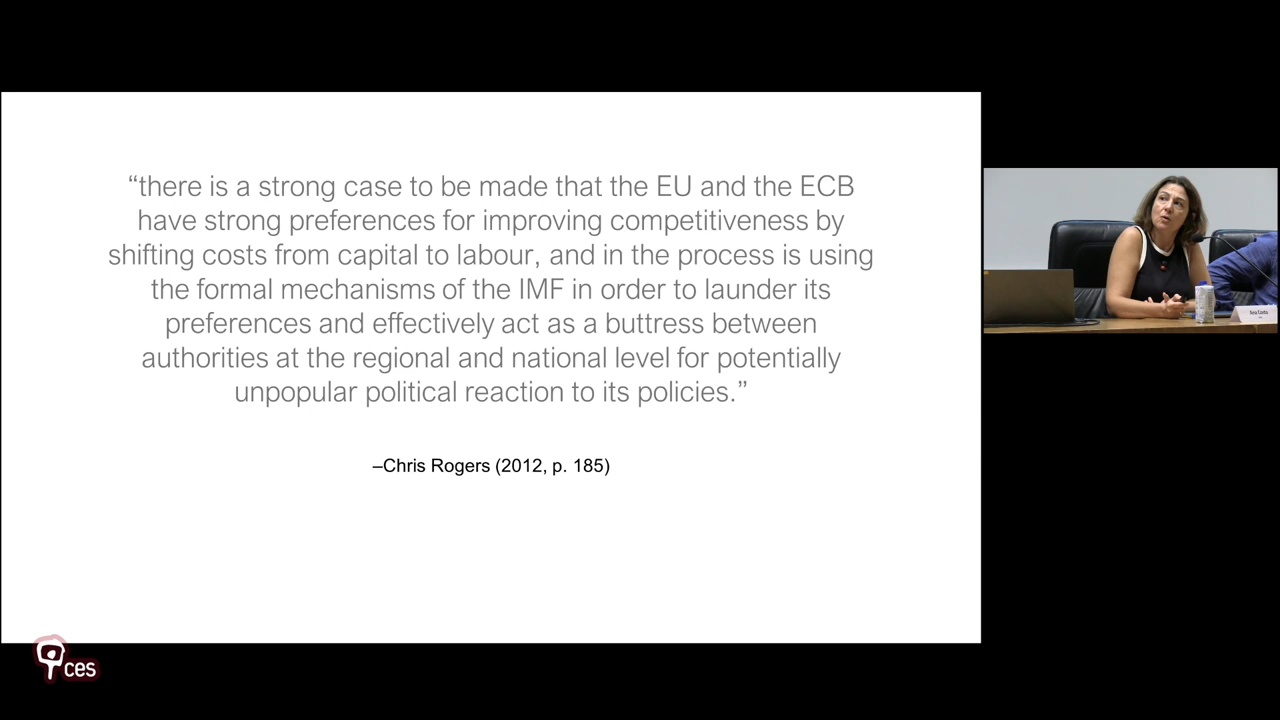 “there is a strong case to be made that the EU and the ECB
have strong preferences for improving competitiveness by
shifting costs from capital to labour, and in the process is using
the formal mechanisms of the IMF in order to launder its
preferences and effectively act as a buttress between
authorities at the regional and national level for potentially
unpopular political reaction to its policies.”
–Chris Rogers (2012, p. 185)
Costa
ces